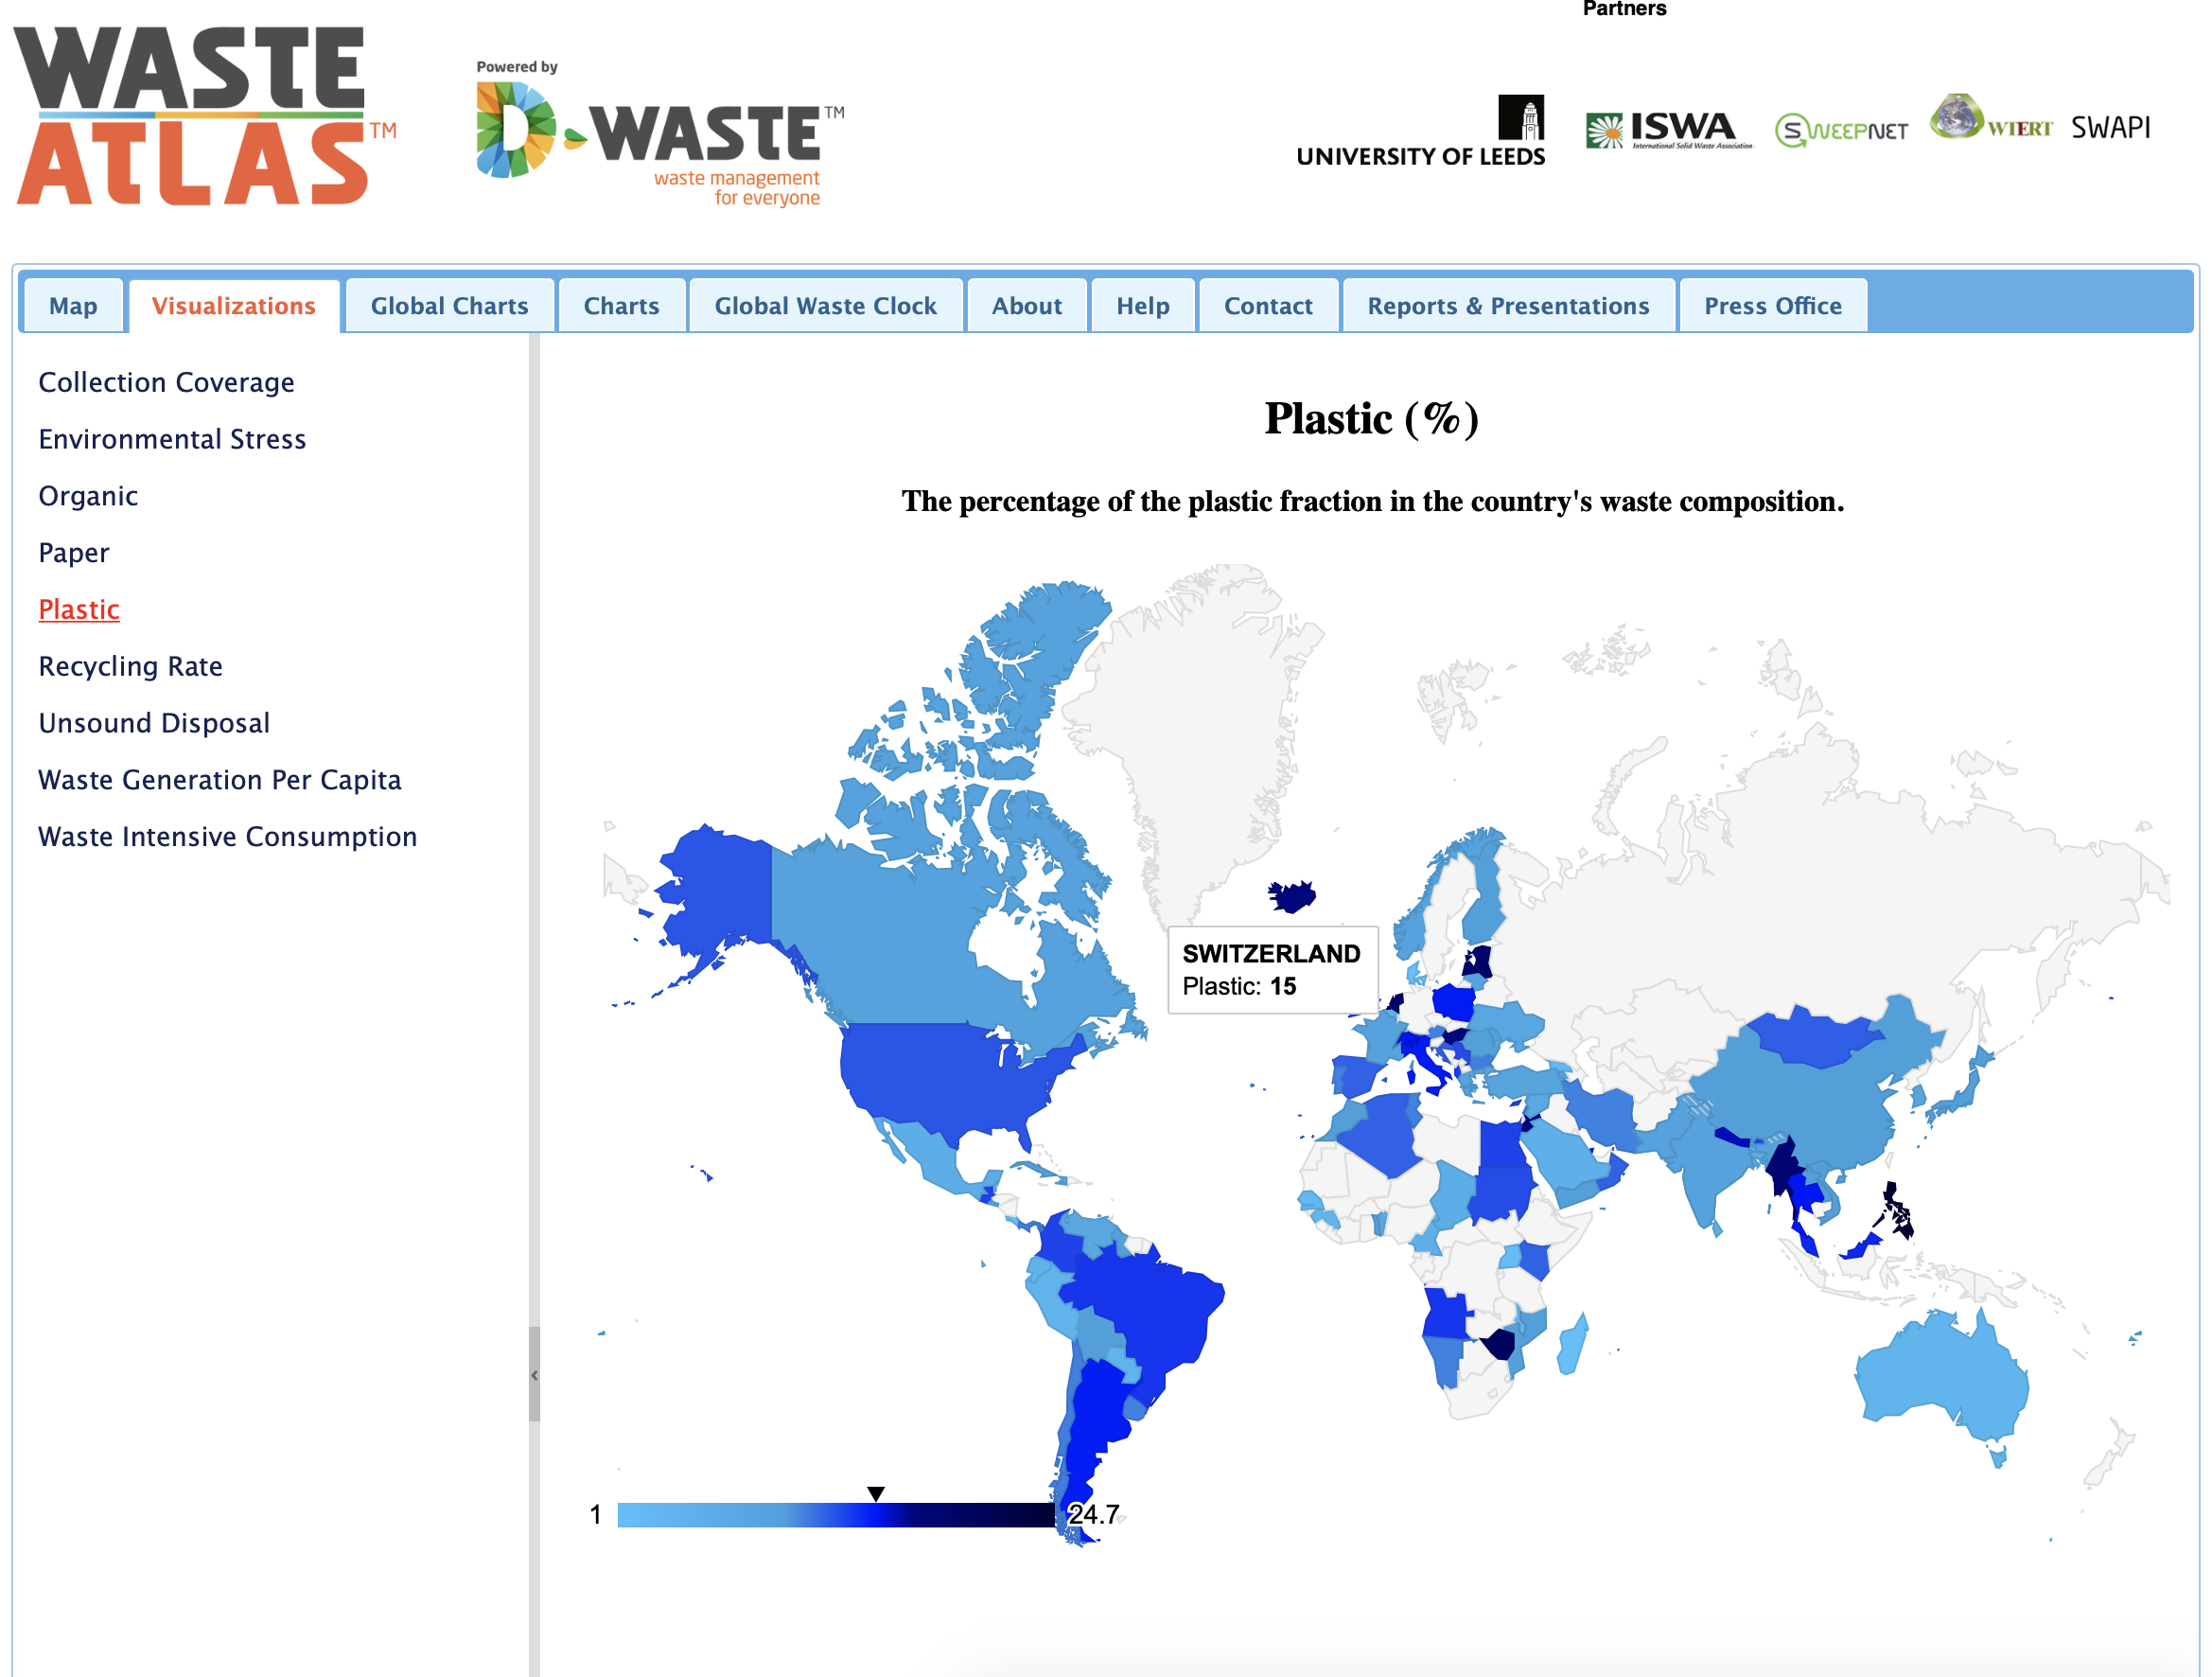 Partners
WASTE
ATLAS™
Powered by
D-WASTE™
waste management
for everyone
UNIVERSITY OF LEEDS
ISWA
International Solid Waste Association
SWEEPNET
WTERT
SWAPI
Map
Visualizations
Global Charts
Charts
Global Waste Clock
About
Help
Contact
Reports & Presentations
Press Office
Collection Coverage
Environmental Stress
Organic
Paper
Plastic
Recycling Rate
Unsound Disposal
Waste Generation Per Capita
Waste Intensive Consumption
Plastic (%)
The percentage of the plastic fraction in the country's waste composition.
SWITZERLAND
Plastic: 15
1
24.7